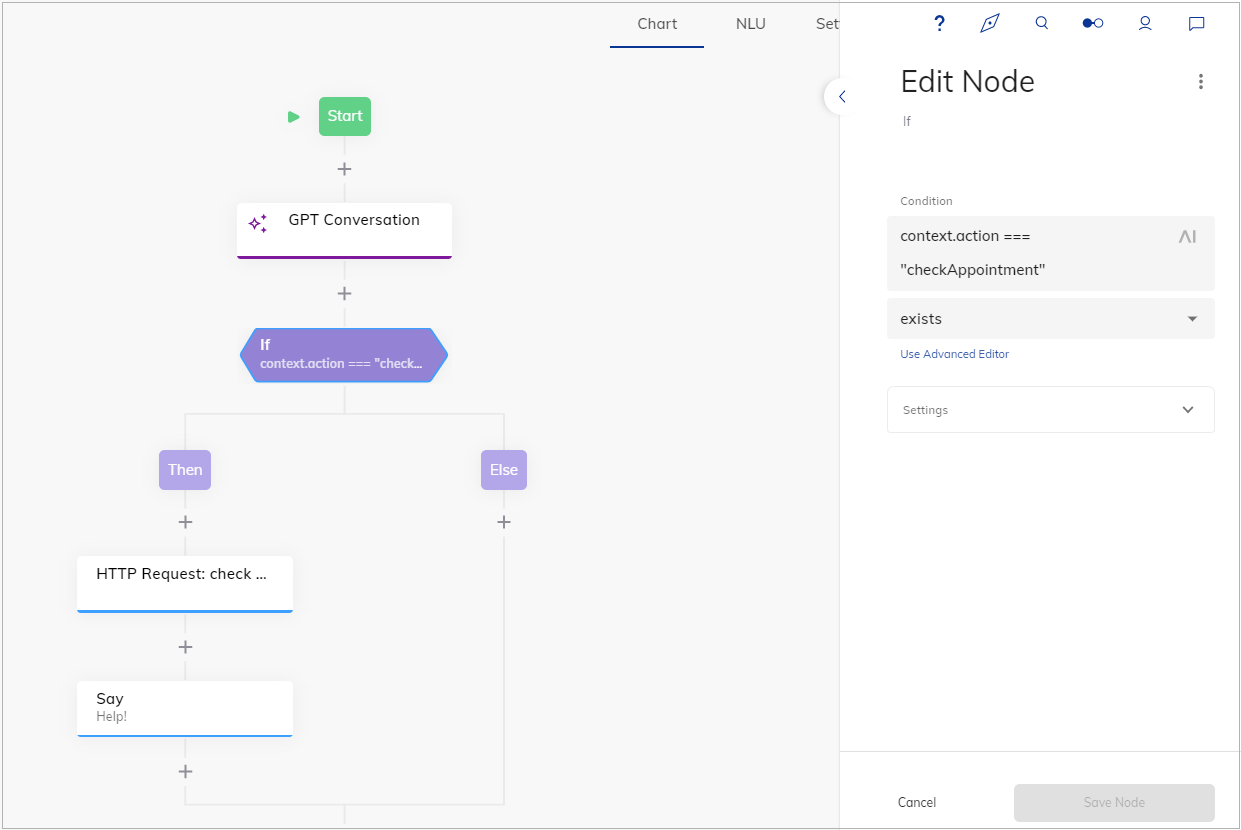 Chart
NLU
Set
?
Edit Node
If
Start
GPT Conversation
Condition
context.action ===
AI
"checkAppointment"
exists
Use Advanced Editor
If
context.action === "check...
Settings
Then
Else
HTTP Request: check ...
Say
Help!
Cancel
Save Node